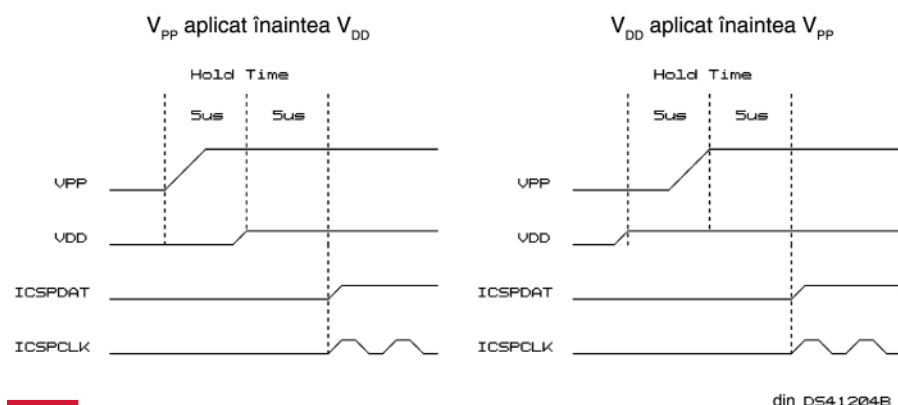 VPP aplicat înaintea VDD
Hold Time
5us 5us
VPP
VDD
ICSPDAT
ICSPCLK
VDD aplicat înaintea VPP
Hold Time
5us 5us
VPP
VDD
ICSPDAT
ICSPCLK
din DS41204B